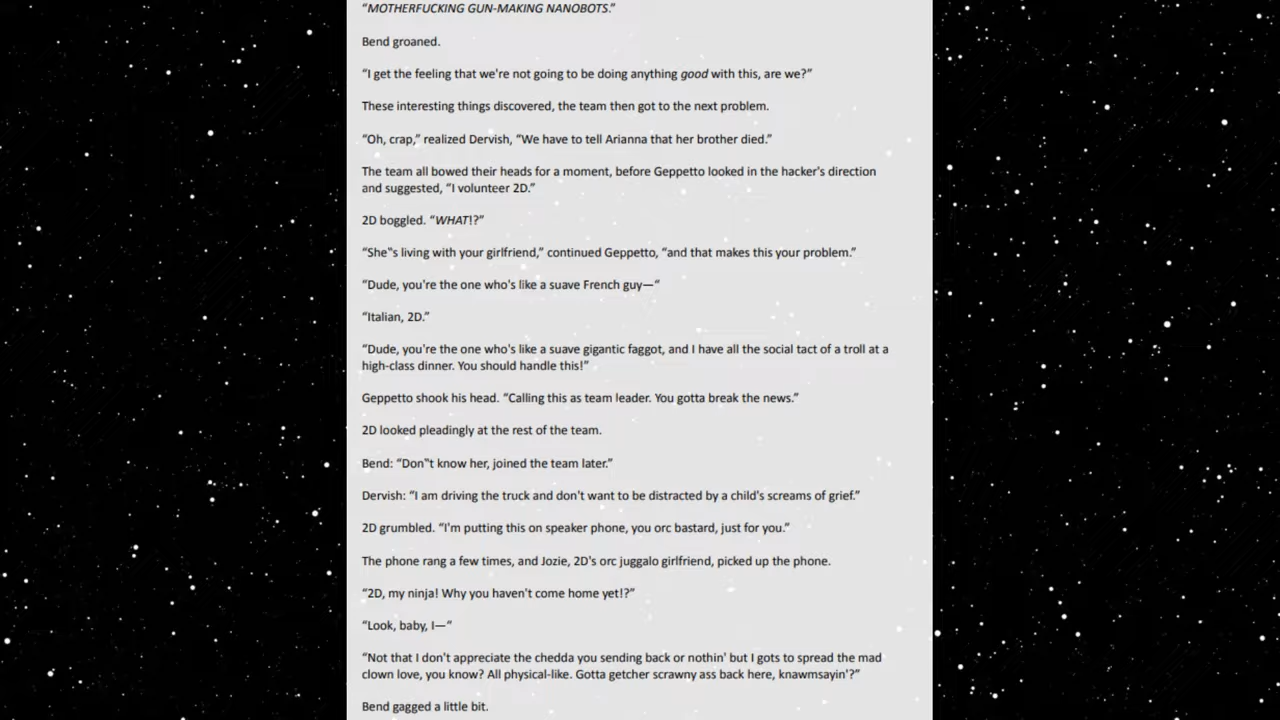 “MOTHERFUCKING GUN-MAKING NANOBOTS.”
Bend groaned.
“I get the feeling that we're not going to be doing anything good with this, are we?”
These interesting things discovered, the team then got to the next problem.
“Oh, crap,” realized Dervish, “We have to tell Arianna that her brother died.”
The team all bowed their heads for a moment, before Geppetto looked in the hacker's direction
and suggested, “I volunteer 2D.”
2D boggled. “WHAT!?”
“She‟s living with your girlfriend,” continued Geppetto, “and that makes this your problem.”
“Dude, you're the one who's like a suave French guy—“
“Italian, 2D.”
“Dude, you're the one who's like a suave gigantic faggot, and I have all the social tact of a troll at a
high-class dinner. You should handle this!”
Geppetto shook his head. “Calling this as team leader. You gotta break the news.”
2D looked pleadingly at the rest of the team.
Bend: “Don‟t know her, joined the team later.”
Dervish: “I am driving the truck and don't want to be distracted by a child's screams of grief.”
2D grumbled. “I'm putting this on speaker phone, you orc bastard, just for you.”
The phone rang a few times, and Jozie, 2D's orc juggalo girlfriend, picked up the phone.
“2D, my ninja! Why you haven't come home yet!?”
“Look, baby, I—“
“Not that I don't appreciate the chedda you sending back or nothin' but I gots to spread the mad
clown love, you know? All physical-like. Gotta getcher scrawny ass back here, knawmsayin'?”
Bend gagged a little bit.